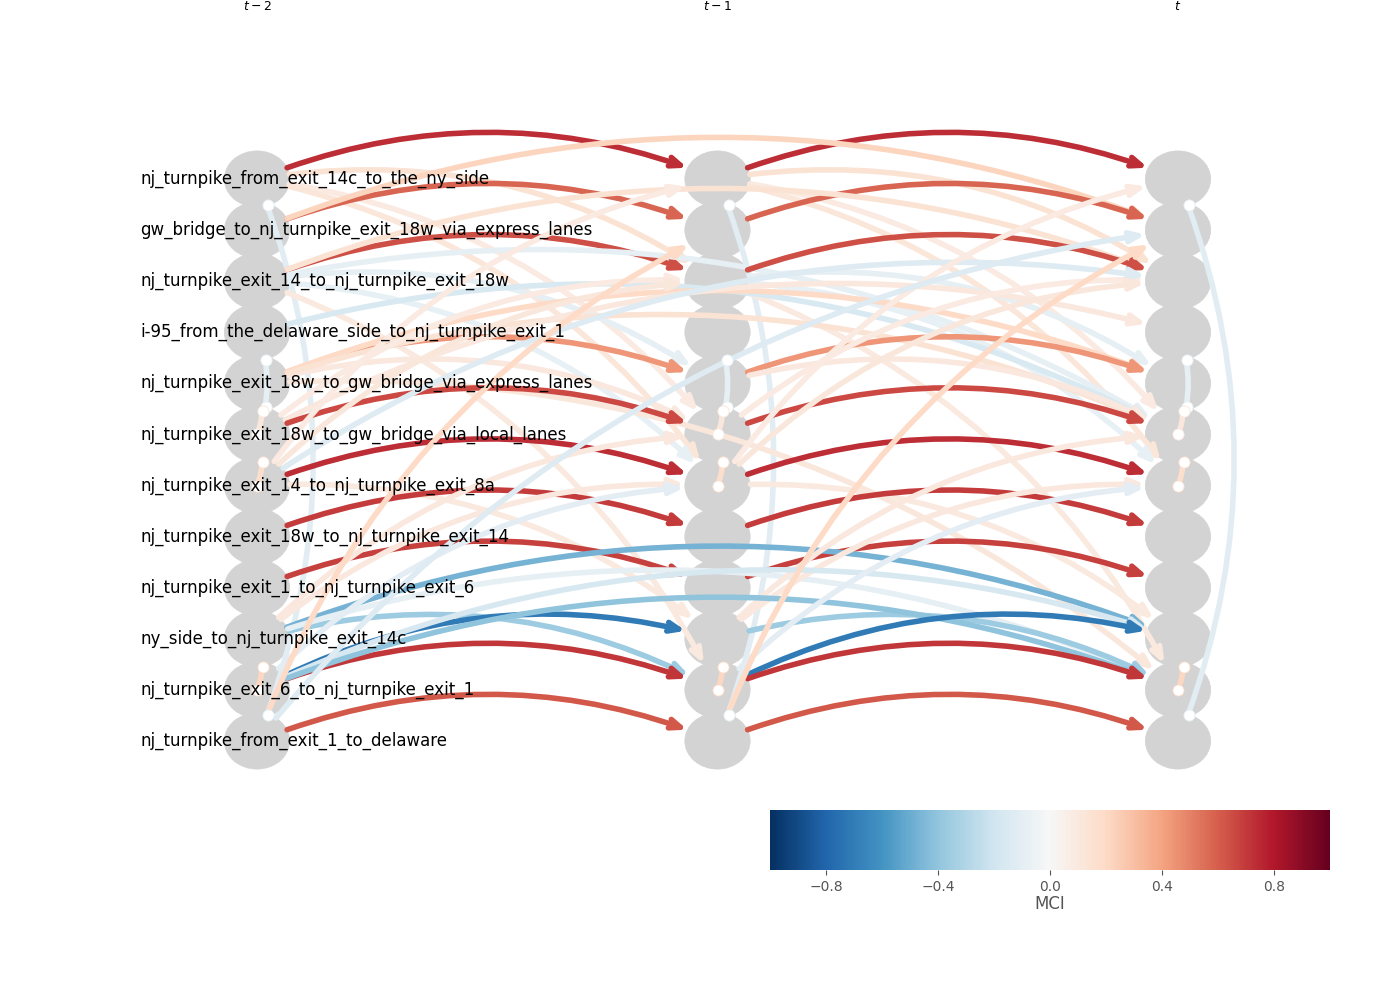 t − 2 t − 1 t
nj_turnpike_from_exit_14c_to_the_ny_side
gw_bridge_to_nj_turnpike_exit_18w_via_express_lanes
nj_turnpike_exit_14_to_nj_turnpike_exit_18w
i-95_from_the_delaware_side_to_nj_turnpike_exit_1
nj_turnpike_exit_18w_to_gw_bridge_via_express_lanes
nj_turnpike_exit_18w_to_gw_bridge_via_local_lanes
nj_turnpike_exit_14_to_nj_turnpike_exit_8a
nj_turnpike_exit_18w_to_nj_turnpike_exit_14
nj_turnpike_exit_1_to_nj_turnpike_exit_6
ny_side_to_nj_turnpike_exit_14c
nj_turnpike_exit_6_to_nj_turnpike_exit_1
nj_turnpike_from_exit_1_to_delaware
−0.8 −0.4 0.0 0.4 0.8
MCI